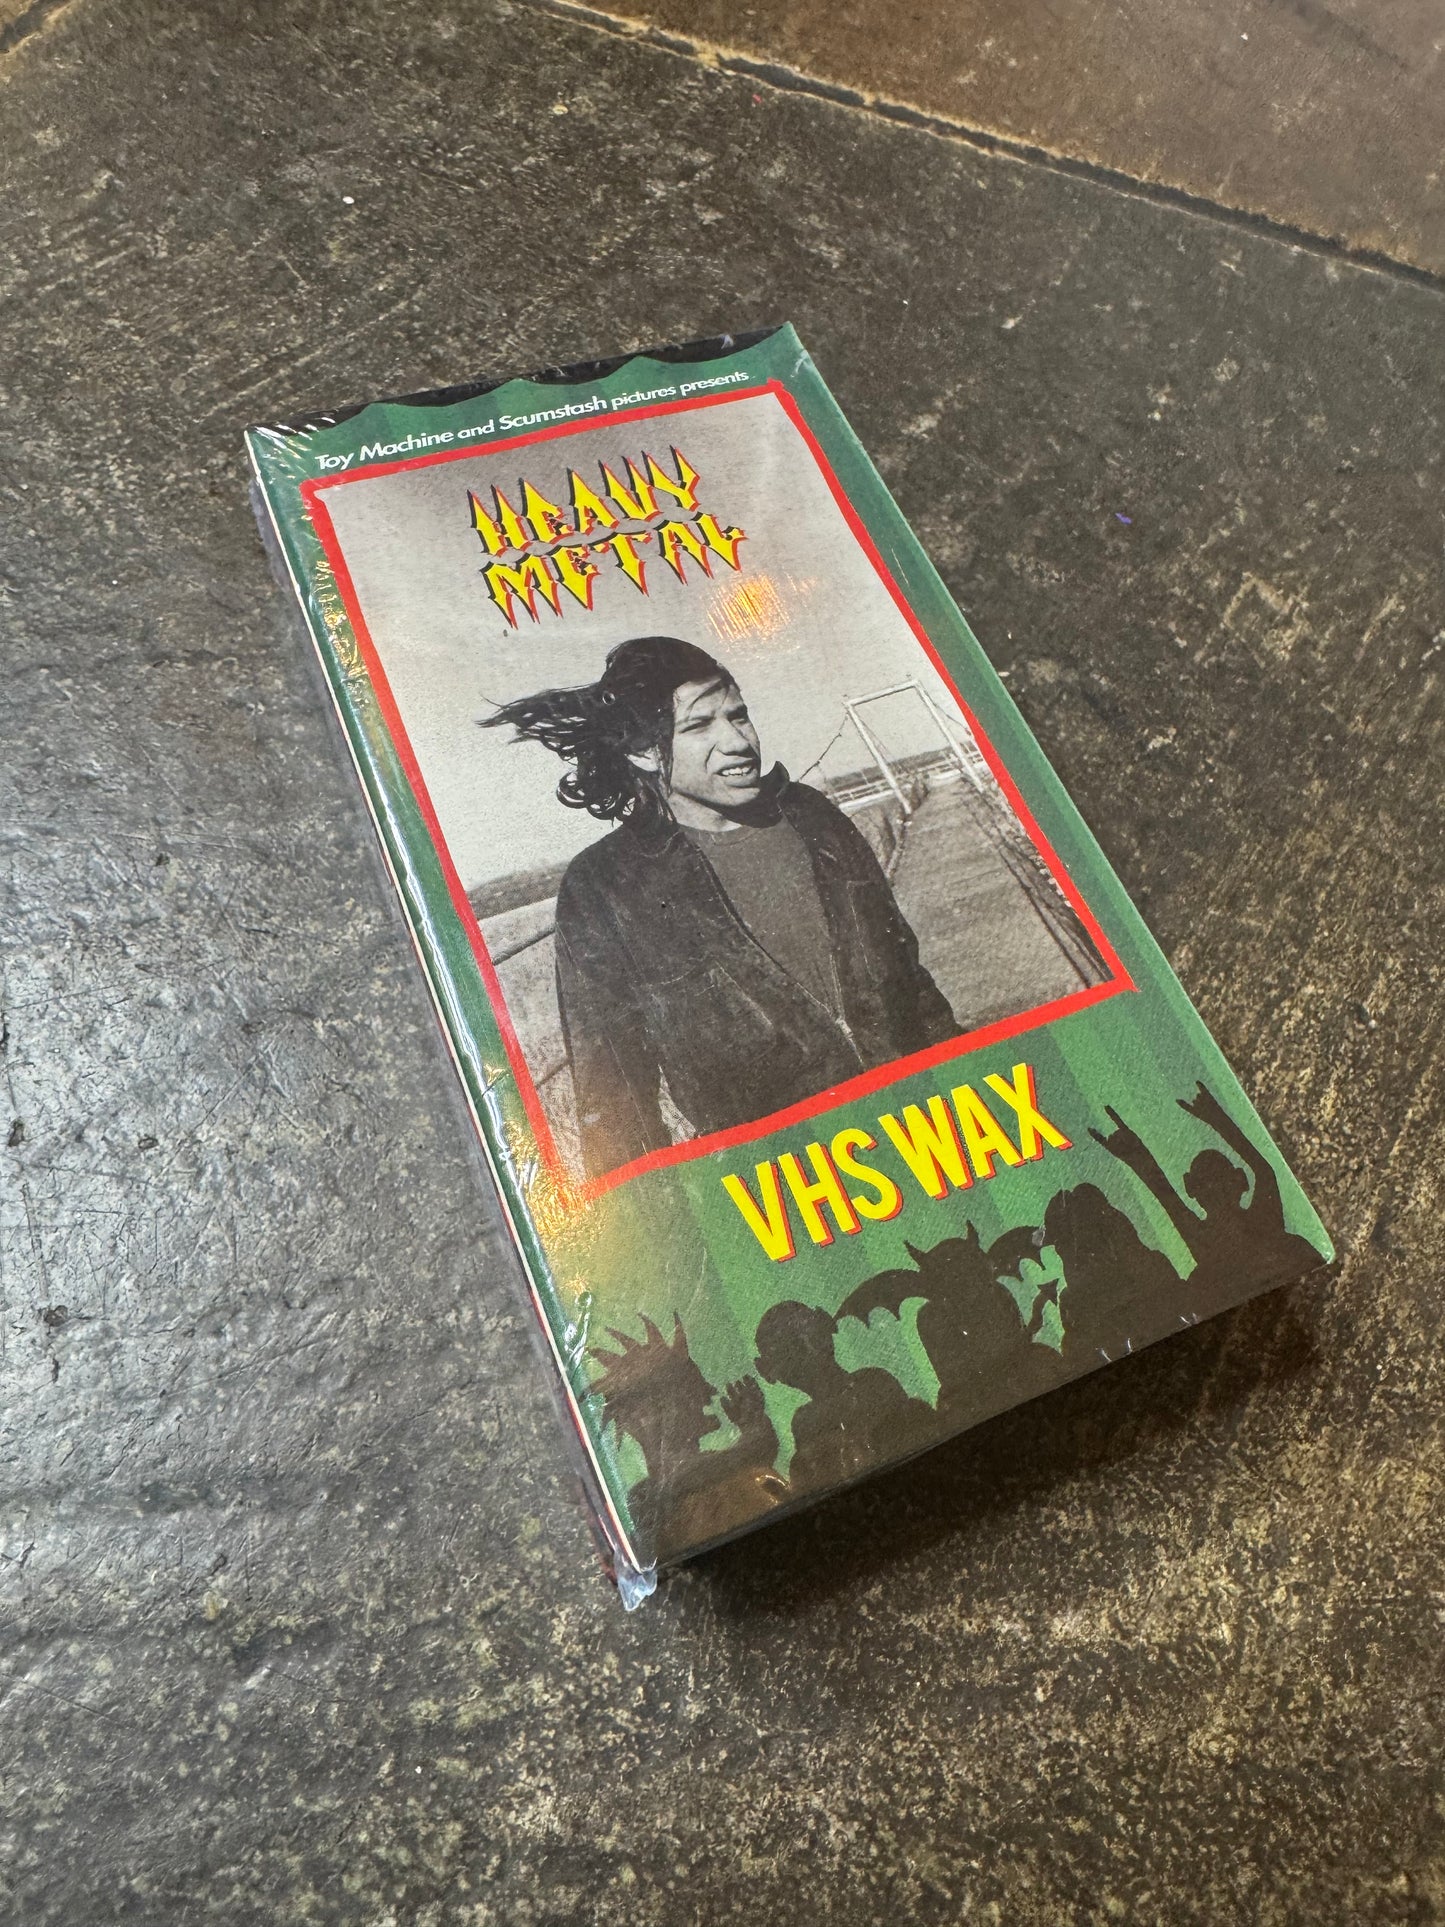 Toy Machine and Scumstash pictures presents
HEAVY
METAL
VHS WAX